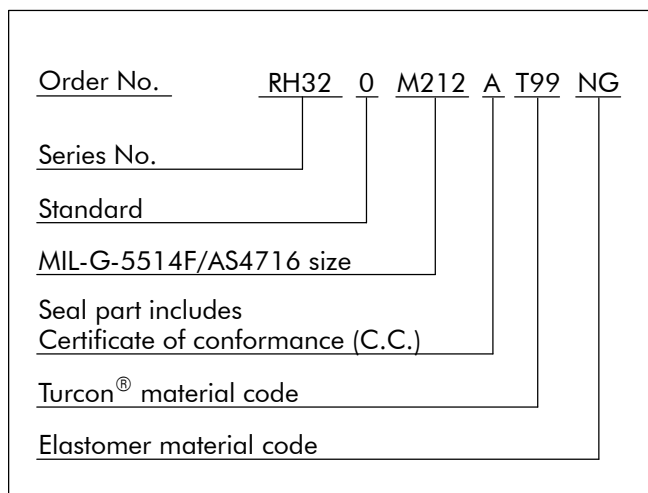 Order No. RH32 0 M212 A T99 NG
Series No.
Standard
MIL-G-5514F/AS4716 size
Seal part includes
Certificate of conformance (C.C.)
Turcon® material code
Elastomer material code